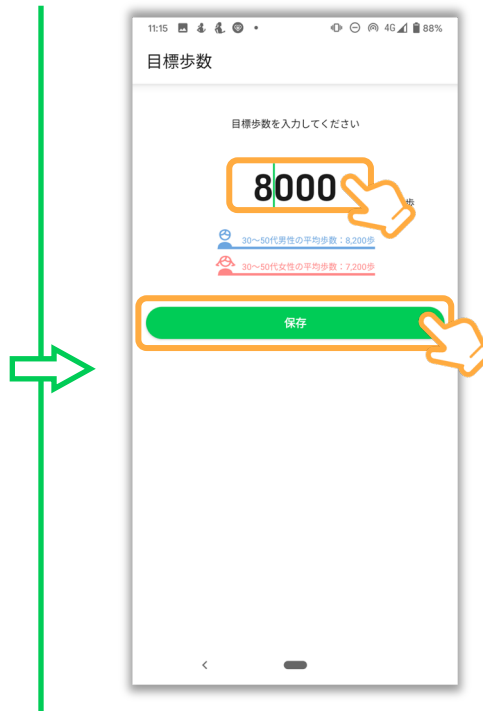 11:15 4G 88%
目標歩数
目標歩数を入力してください
8000 歩
30〜50代男性の平均歩数：8,200歩
30〜50代女性の平均歩数：7,200歩
保存